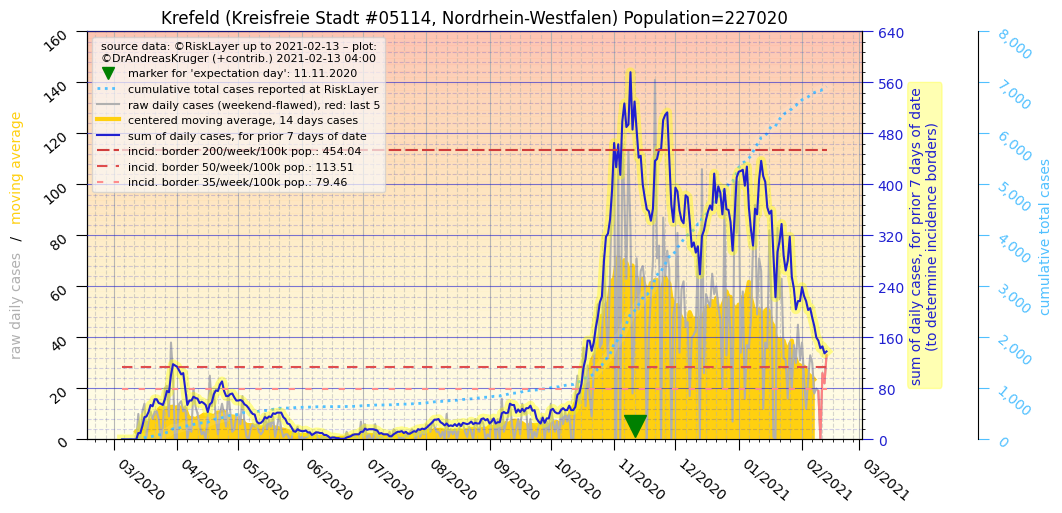 Krefeld (Kreisfreie Stadt #05114, Nordrhein-Westfalen) Population=227020
source data: ©RiskLayer up to 2021-02-13 – plot:
©DrAndreasKruger (+contrib.) 2021-02-13 04:00
marker for 'expectation day': 11.11.2020
cumulative total cases reported at RiskLayer
raw daily cases (weekend-flawed), red: last 5
centered moving average, 14 days cases
sum of daily cases, for prior 7 days of date
incid. border 200/week/100k pop.: 454.04
incid. border 50/week/100k pop.: 113.51
incid. border 35/week/100k pop.: 79.46
raw daily cases / moving average
160
140
120
100
80
60
40
20
0
640
560
480
400
320
240
160
80
0
sum of daily cases, for prior 7 days of date
(to determine incidence borders)
8,000
7,000
6,000
5,000
4,000
3,000
2,000
1,000
0
cumulative total cases
03/2020
04/2020
05/2020
06/2020
07/2020
08/2020
09/2020
10/2020
11/2020
12/2020
01/2021
02/2021
03/2021